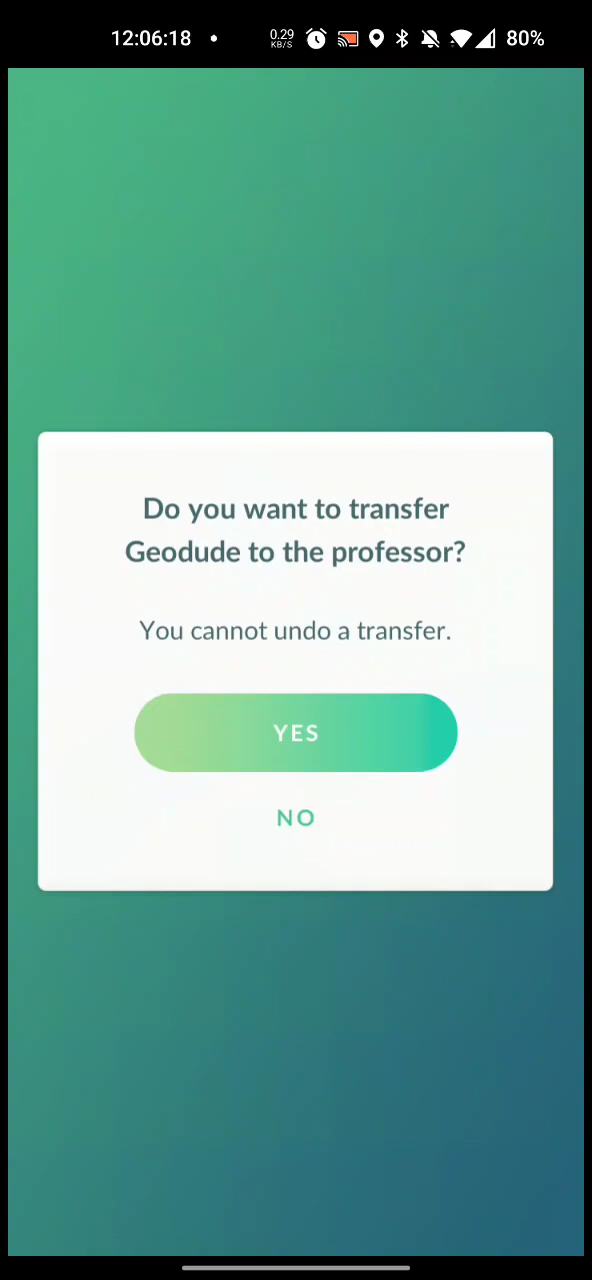 12:06:18
0.29
KB/S
80%
Do you want to transfer
Geodude to the professor?
You cannot undo a transfer.
YES
NO